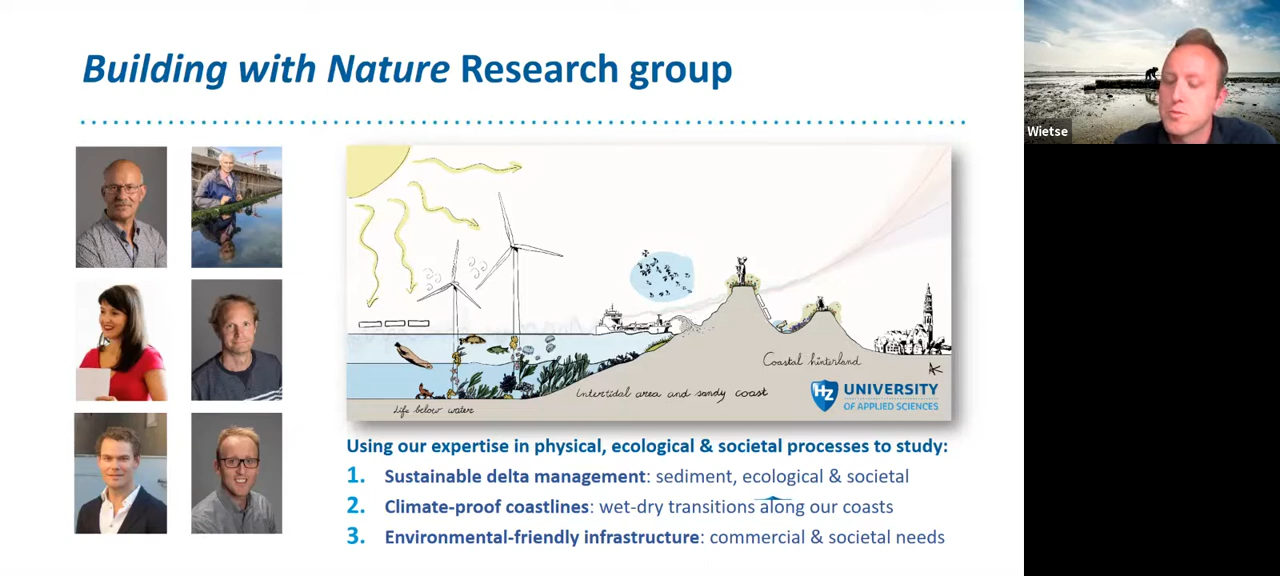 Building with Nature Research group
Wietse
Coastal hinterland
Intertidal area and sandy coast
Life below water
AK
HZ UNIVERSITY
OF APPLIED SCIENCES
Using our expertise in physical, ecological & societal processes to study:
1. Sustainable delta management: sediment, ecological & societal
2. Climate-proof coastlines: wet-dry transitions along our coasts
3. Environmental-friendly infrastructure: commercial & societal needs